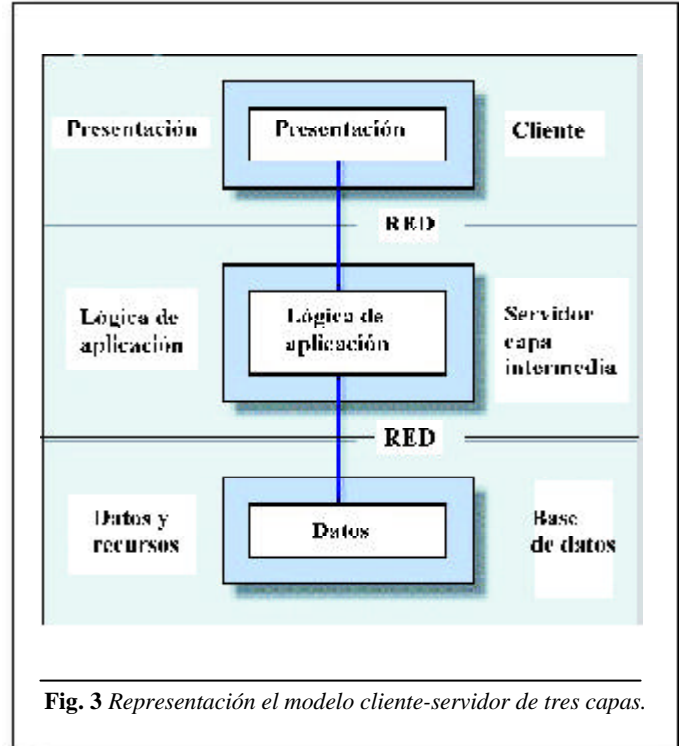 Presentación
Presentación
Cliente
RED
Lógica de
aplicación
Lógica de
aplicación
Servidor
capa
intermedia
RED
Datos y
recursos
Datos
Base
de datos
Fig. 3 Representación el modelo cliente-servidor de tres capas.